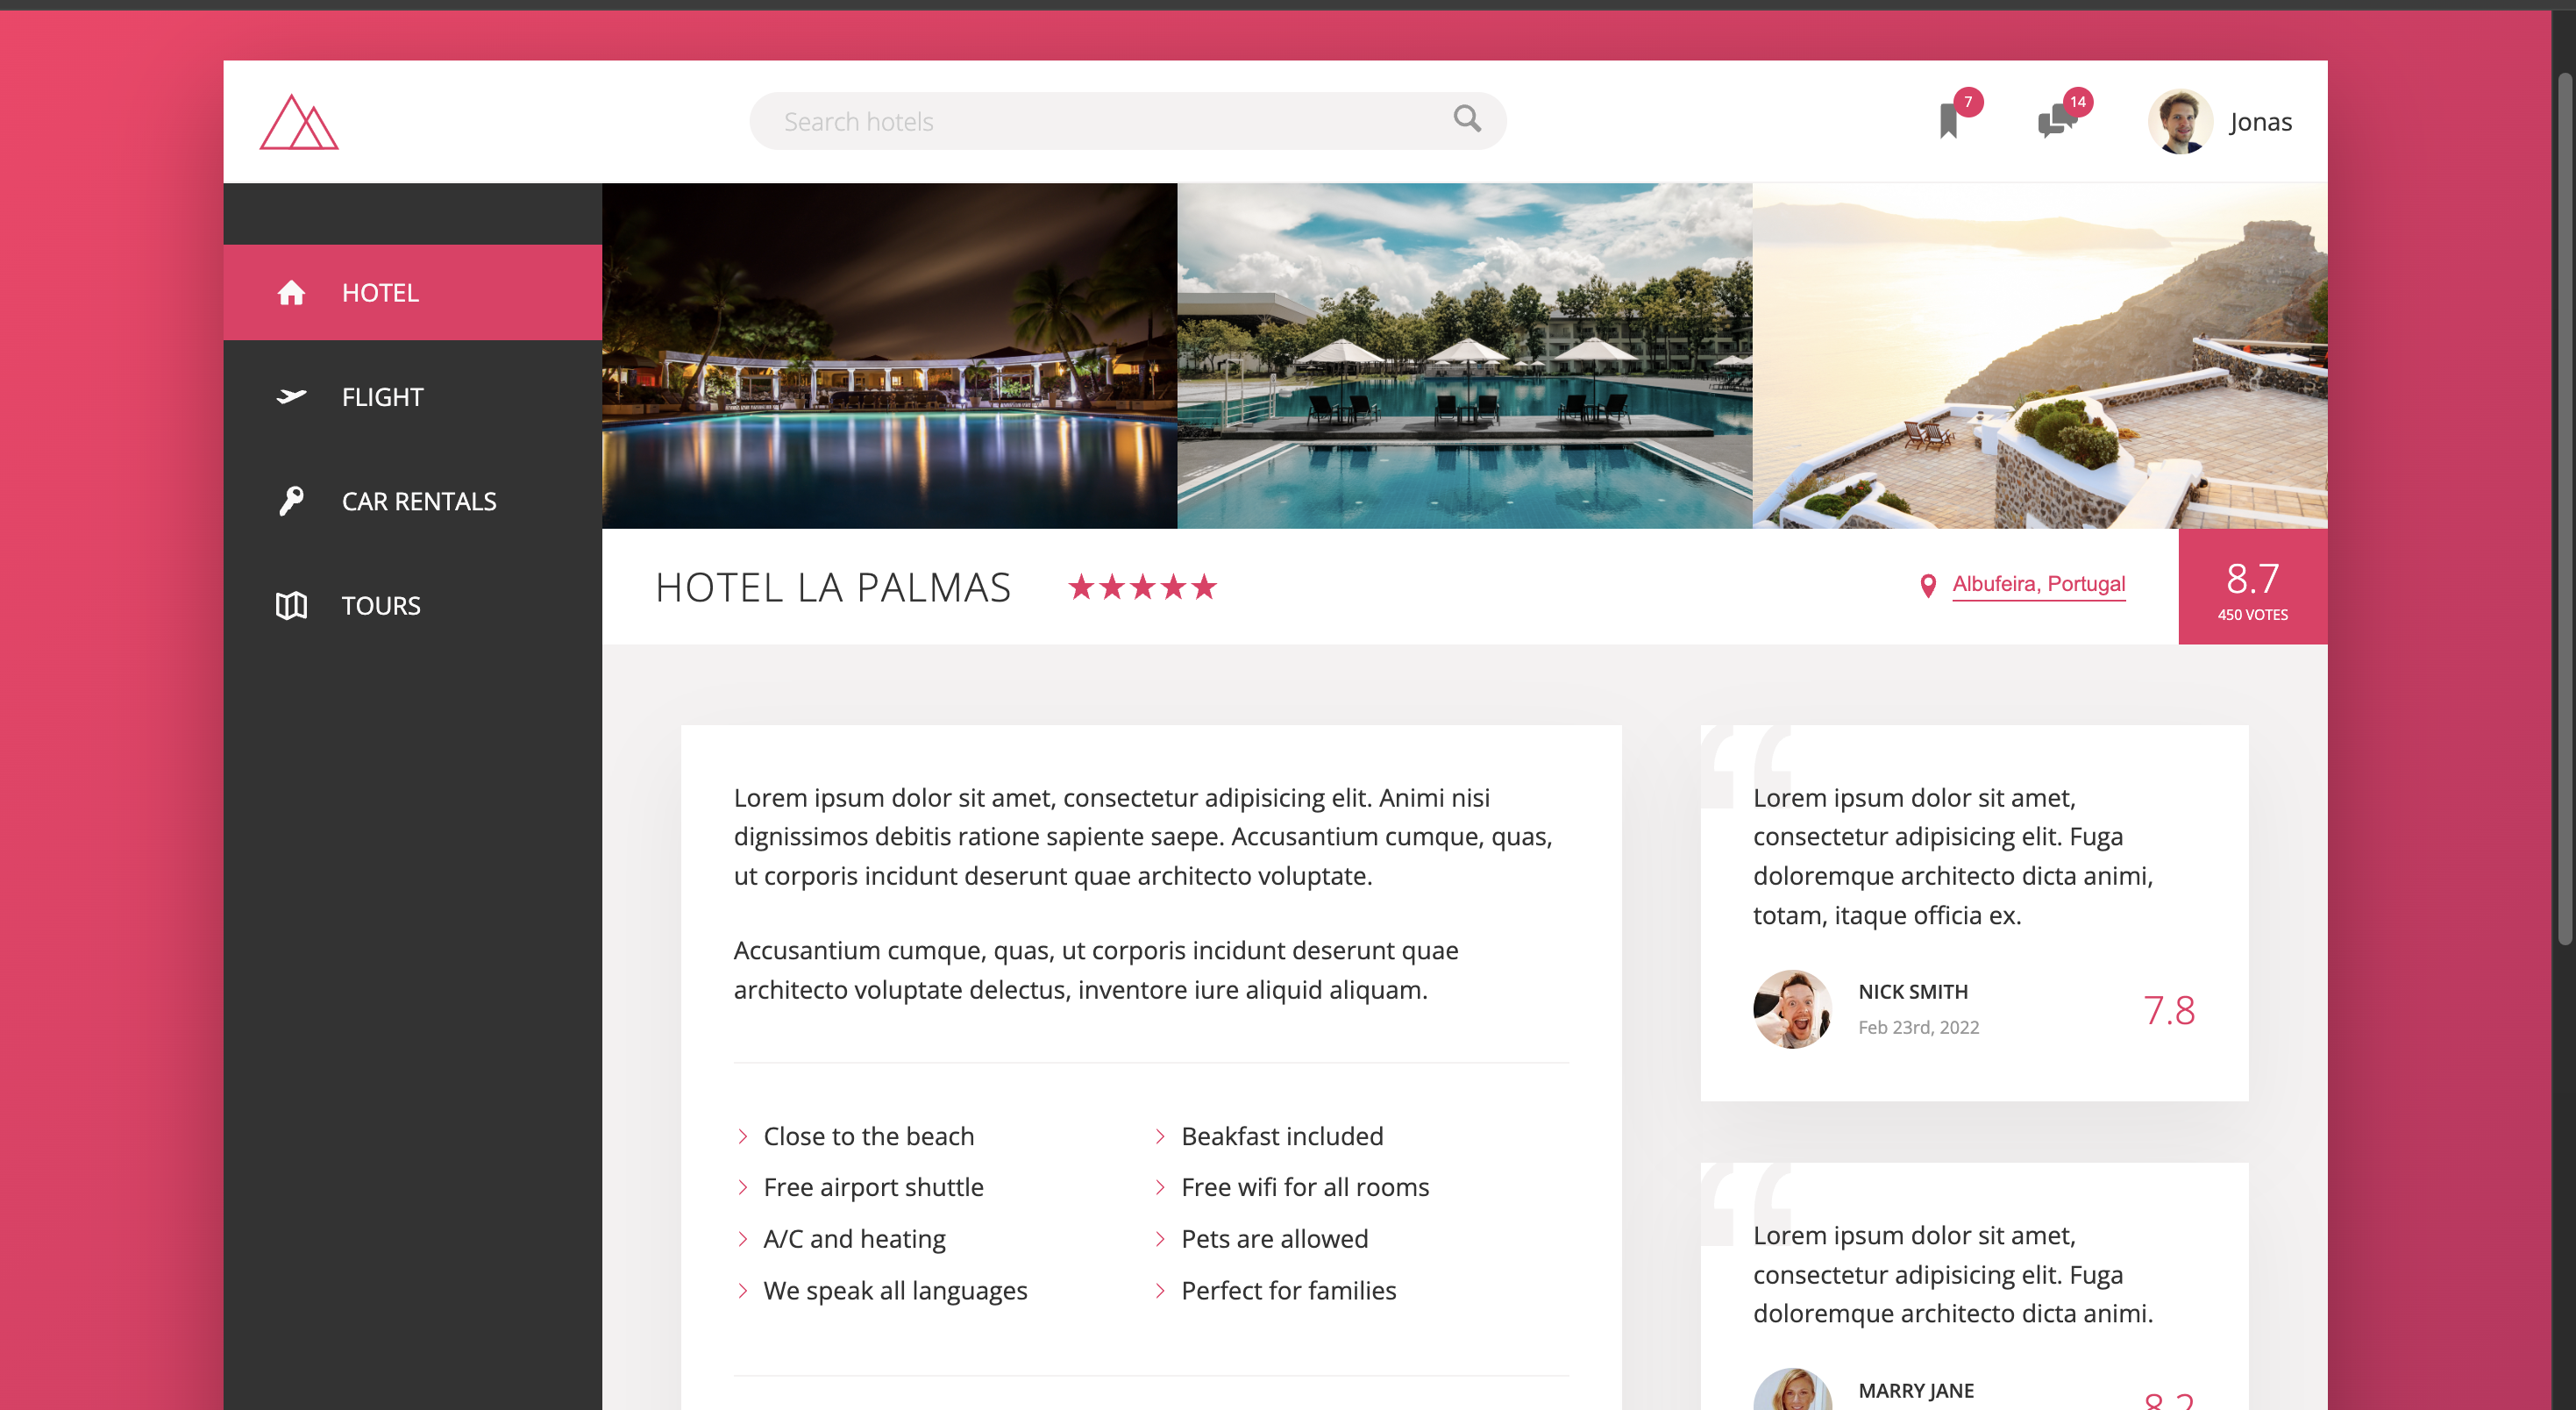 Search hotels
7
14
Jonas
HOTEL
FLIGHT
CAR RENTALS
TOURS
HOTEL LA PALMAS
Albufeira, Portugal
8.7
450 VOTES
Lorem ipsum dolor sit amet, consectetur adipisicing elit. Animi nisi
dignissimos debitis ratione sapiente saepe. Accusantium cumque, quas,
ut corporis incidunt deserunt quae architecto voluptate.
Accusantium cumque, quas, ut corporis incidunt deserunt quae
architecto voluptate delectus, inventore iure aliquid aliquam.
Close to the beach
Free airport shuttle
A/C and heating
We speak all languages
Beakfast included
Free wifi for all rooms
Pets are allowed
Perfect for families
“
Lorem ipsum dolor sit amet,
consectetur adipisicing elit. Fuga
doloremque architecto dicta animi,
totam, itaque officia ex.
NICK SMITH
Feb 23rd, 2022
7.8
“
Lorem ipsum dolor sit amet,
consectetur adipisicing elit. Fuga
doloremque architecto dicta animi.
MARRY JANE
8.2